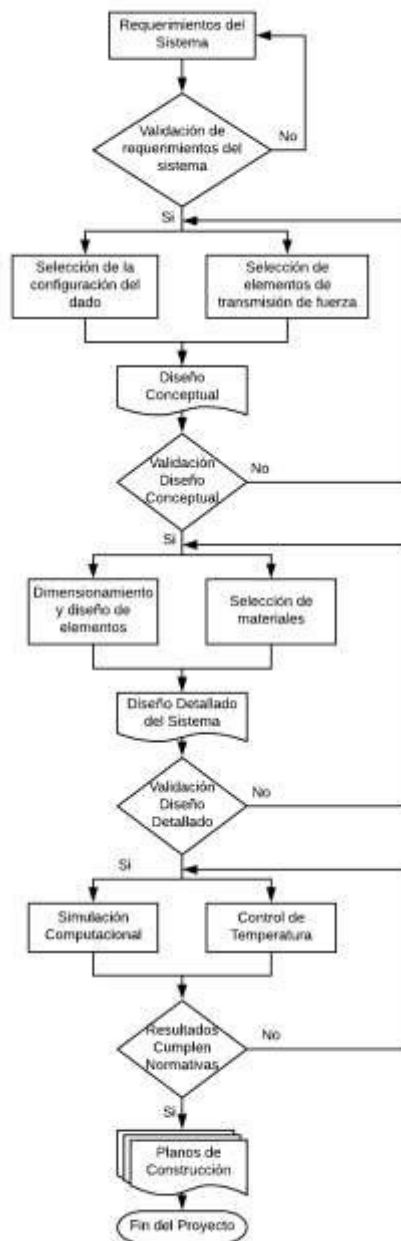 Requerimientos del
Sistema
Validación de
requerimientos del
sistema
No
Si
Selección de la
configuración del
dado
Selección de
elementos de
transmisión de fuerza
Diseño
Conceptual
Validación
Diseño
Conceptual
No
Si
Dimensionamiento
y diseño de
elementos
Selección de
materiales
Diseño Detallado
del Sistema
Validación
Diseño
Detallado
No
Si
Simulación
Computacional
Control de
Temperatura
Resultados
Cumplen
Normativas
No
Si
Planos de
Construcción
Fin del Proyecto